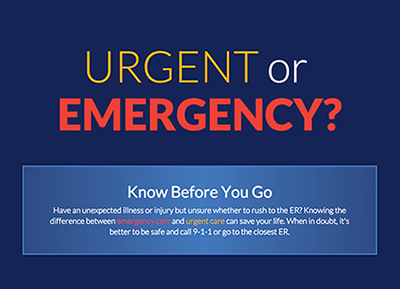 URGENT or
EMERGENCY?
Know Before You Go
Have an unexpected illness or injury but unsure whether to rush to the ER? Knowing the
difference between emergency care and urgent care can save your life. When in doubt, it's
better to be safe and call 9-1-1 or go to the closest ER.